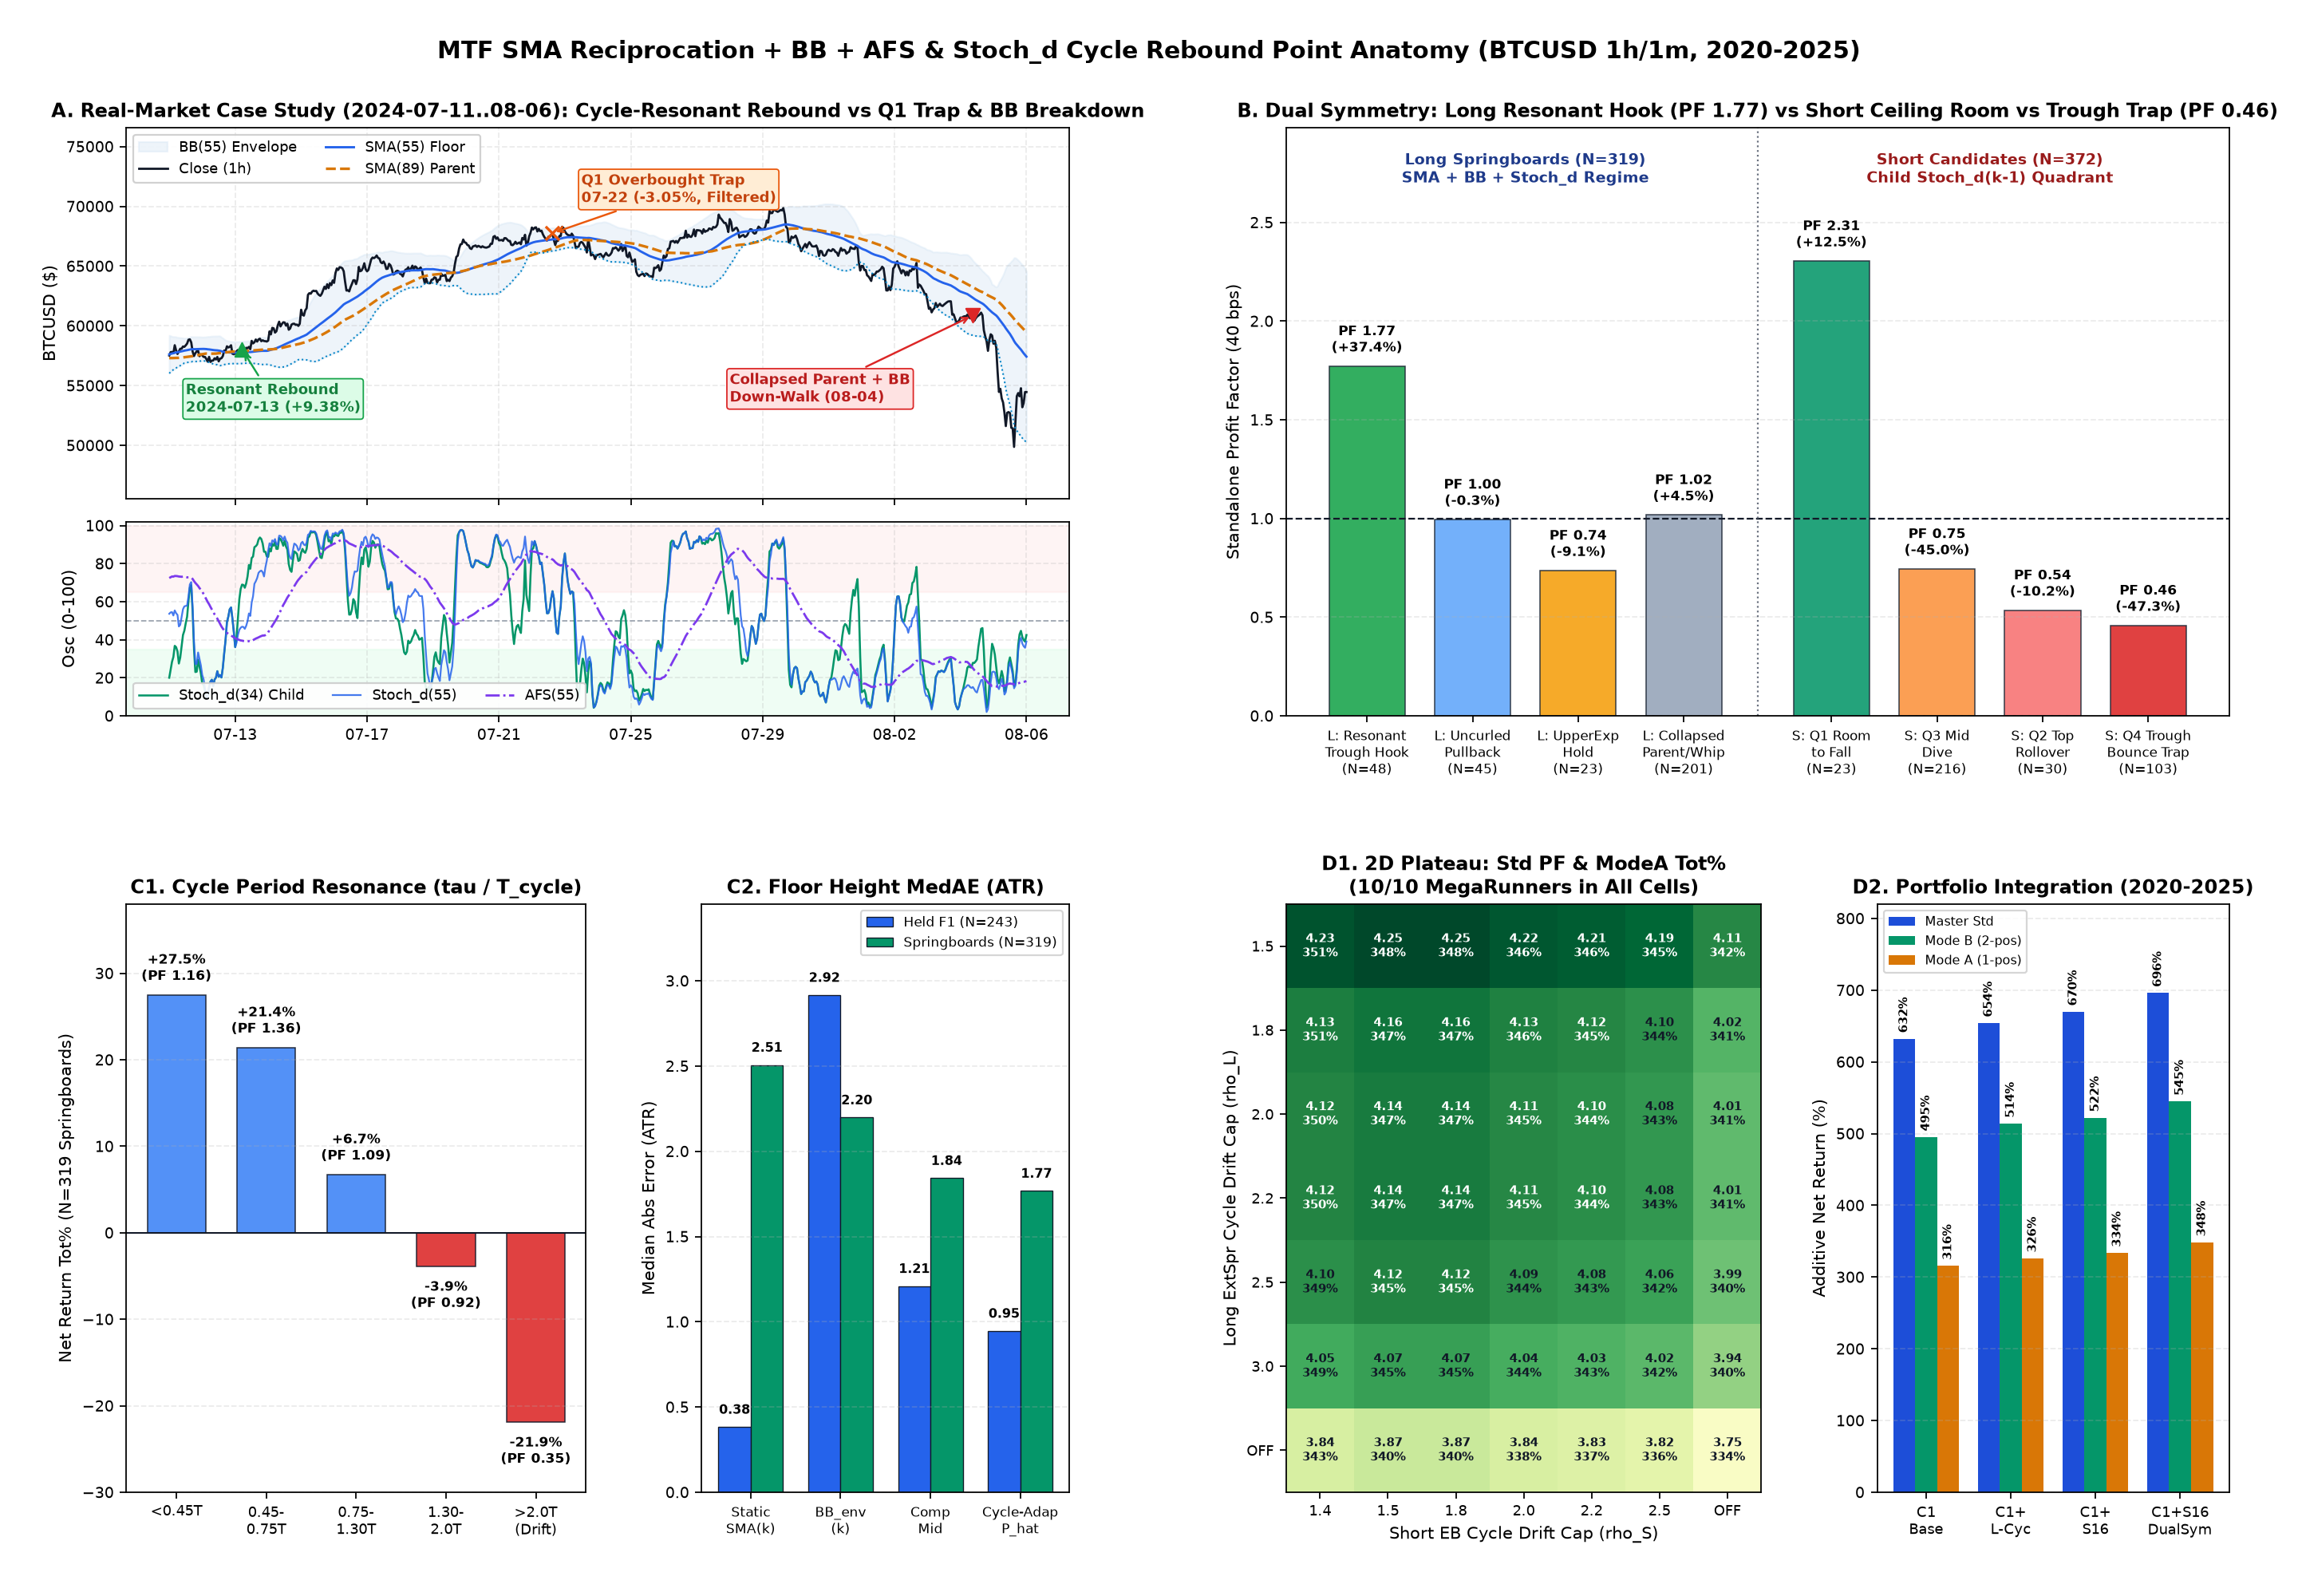 MTF SMA Reciprocation + BB + AFS & Stoch_d Cycle Rebound Point Anatomy (BTCUSD 1h/1m, 2020-2025)
A. Real-Market Case Study (2024-07-11..08-06): Cycle-Resonant Rebound vs Q1 Trap & BB Breakdown
BB(55) Envelope
Close (1h)
SMA(55) Floor
SMA(89) Parent
BTCUSD ($)
75000
70000
65000
60000
55000
50000
Q1 Overbought Trap
07-22 (-3.05%, Filtered)
Resonant Rebound
2024-07-13 (+9.38%)
Collapsed Parent + BB
Down-Walk (08-04)
Osc (0-100)
100
80
60
40
20
0
Stoch_d(34) Child
Stoch_d(55)
AFS(55)
07-13
07-17
07-21
07-25
07-29
08-02
08-06
B. Dual Symmetry: Long Resonant Hook (PF 1.77) vs Short Ceiling Room vs Trough Trap (PF 0.46)
Long Springboards (N=319)
SMA + BB + Stoch_d Regime
Short Candidates (N=372)
Child Stoch_d(k-1) Quadrant
Standalone Profit Factor (40 bps)
2.5
2.0
1.5
1.0
0.5
0.0
PF 1.77
(+37.4%)
PF 1.00
(-0.3%)
PF 0.74
(-9.1%)
PF 1.02
(+4.5%)
PF 2.31
(+12.5%)
PF 0.75
(-45.0%)
PF 0.54
(-10.2%)
PF 0.46
(-47.3%)
L: Resonant
Trough Hook
(N=48)
L: Uncurled
Pullback
(N=45)
L: UpperExp
Hold
(N=23)
L: Collapsed
Parent/Whip
(N=201)
S: Q1 Room
to Fall
(N=23)
S: Q3 Mid
Dive
(N=216)
S: Q2 Top
Rollover
(N=30)
S: Q4 Trough
Bounce Trap
(N=103)
C1. Cycle Period Resonance (tau / T_cycle)
Net Return Tot% (N=319 Springboards)
30
20
10
0
−10
−20
−30
+27.5%
(PF 1.16)
+21.4%
(PF 1.36)
+6.7%
(PF 1.09)
-3.9%
(PF 0.92)
-21.9%
(PF 0.35)
<0.45T
0.45-
0.75T
0.75-
1.30T
1.30-
2.0T
>2.0T
(Drift)
C2. Floor Height MedAE (ATR)
Held F1 (N=243)
Springboards (N=319)
Median Abs Error (ATR)
3.0
2.5
2.0
1.5
1.0
0.5
0.0
0.38
2.51
2.92
2.20
1.21
1.84
0.95
1.77
Static
SMA(k)
BB_env
(k)
Comp
Mid
Cycle-Adap
P_hat
D1. 2D Plateau: Std PF & ModeA Tot%
(10/10 MegaRunners in All Cells)
Long ExtSpr Cycle Drift Cap (rho_L)
1.5
4.23 4.25 4.25 4.22 4.21 4.19 4.11
351% 348% 348% 346% 346% 345% 342%
1.8
4.13 4.16 4.16 4.13 4.12 4.10 4.02
351% 347% 347% 346% 345% 344% 341%
2.0
4.12 4.14 4.14 4.11 4.10 4.08 4.01
350% 347% 347% 345% 344% 343% 341%
2.2
4.12 4.14 4.14 4.11 4.10 4.08 4.01
350% 347% 347% 345% 344% 343% 341%
2.5
4.10 4.12 4.12 4.09 4.08 4.06 3.99
349% 345% 345% 344% 343% 342% 340%
3.0
4.05 4.07 4.07 4.04 4.03 4.02 3.94
349% 345% 345% 344% 343% 342% 340%
OFF
3.84 3.87 3.87 3.84 3.83 3.82 3.75
343% 340% 340% 338% 337% 336% 334%
1.4 1.5 1.8 2.0 2.2 2.5 OFF
Short EB Cycle Drift Cap (rho_S)
D2. Portfolio Integration (2020-2025)
Master Std
Mode B (2-pos)
Mode A (1-pos)
Additive Net Return (%)
800
700
600
500
400
300
200
100
0
632%
495%
316%
654%
514%
326%
670%
522%
334%
696%
545%
348%
C1
Base
C1+
L-Cyc
C1+
S16
C1+S16
DualSym